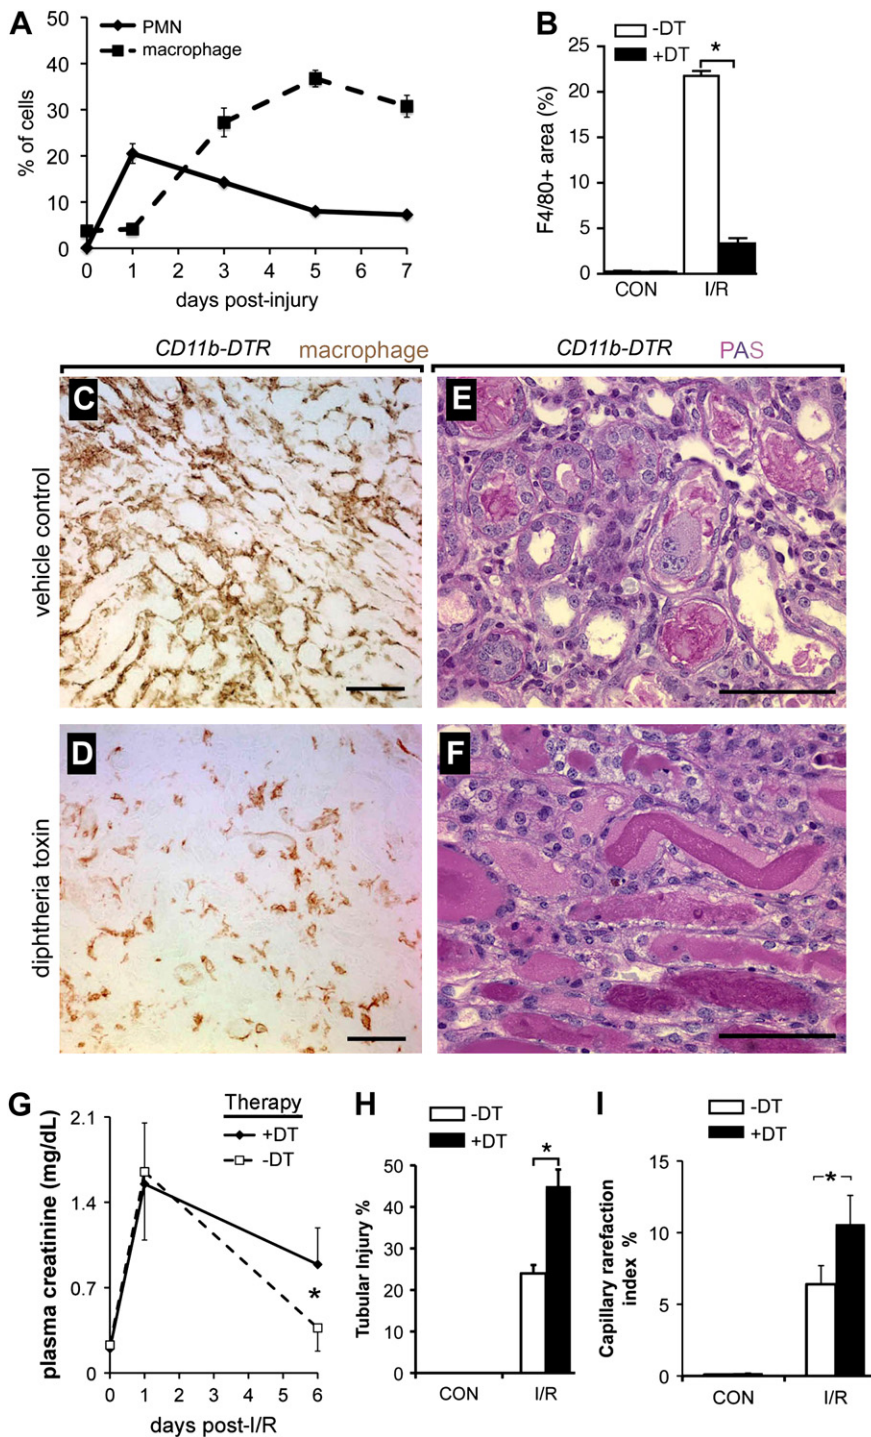 A
PMN
macrophage
% of cells
50
40
30
20
10
0
0 1 2 3 4 5 6 7
days post-injury
B
-DT
+DT
F4/80+ area (%)
25
20
15
10
5
0
*
CON I/R
CD11b-DTR macrophage
CD11b-DTR PAS
vehicle control
C
E
diphtheria toxin
D
F
G
Therapy
+DT
-DT
plasma creatinine (mg/dL)
2.1
1.4
0.7
0
*
0 1 2 3 4 5 6
days post-I/R
H
-DT
+DT
Tubular Injury %
50
40
30
20
10
0
*
CON I/R
I
-DT
+DT
Capillary rarefaction
index %
15
10
5
0
*
CON I/R